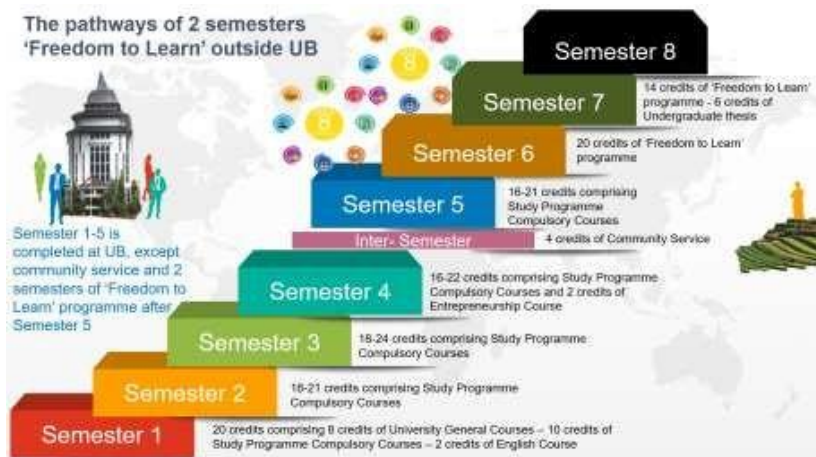 The pathways of 2 semesters
'Freedom to Learn' outside UB
Semester 8
Semester 7
14 credits of 'Freedom to Learn'
programme - 6 credits of
Undergraduate thesis
Semester 6
20 credits of 'Freedom to Learn'
programme
Semester 5
16-21 credits comprising
Study Programme
Compulsory Courses
Inter- Semester
4 credits of Community Service
Semester 1-5 is
completed at UB, except
community service and 2
semesters of 'Freedom to
Learn' programme after
Semester 5
Semester 4
16-22 credits comprising Study Programme
Compulsory Courses and 2 credits of
Entrepreneurship Course
Semester 3
18-24 credits comprising Study Programme
Compulsory Courses
Semester 2
18-21 credits comprising Study Programme
Compulsory Courses
Semester 1
20 credits comprising 8 credits of University General Courses – 10 credits of
Study Programme Compulsory Courses – 2 credits of English Course
8
8